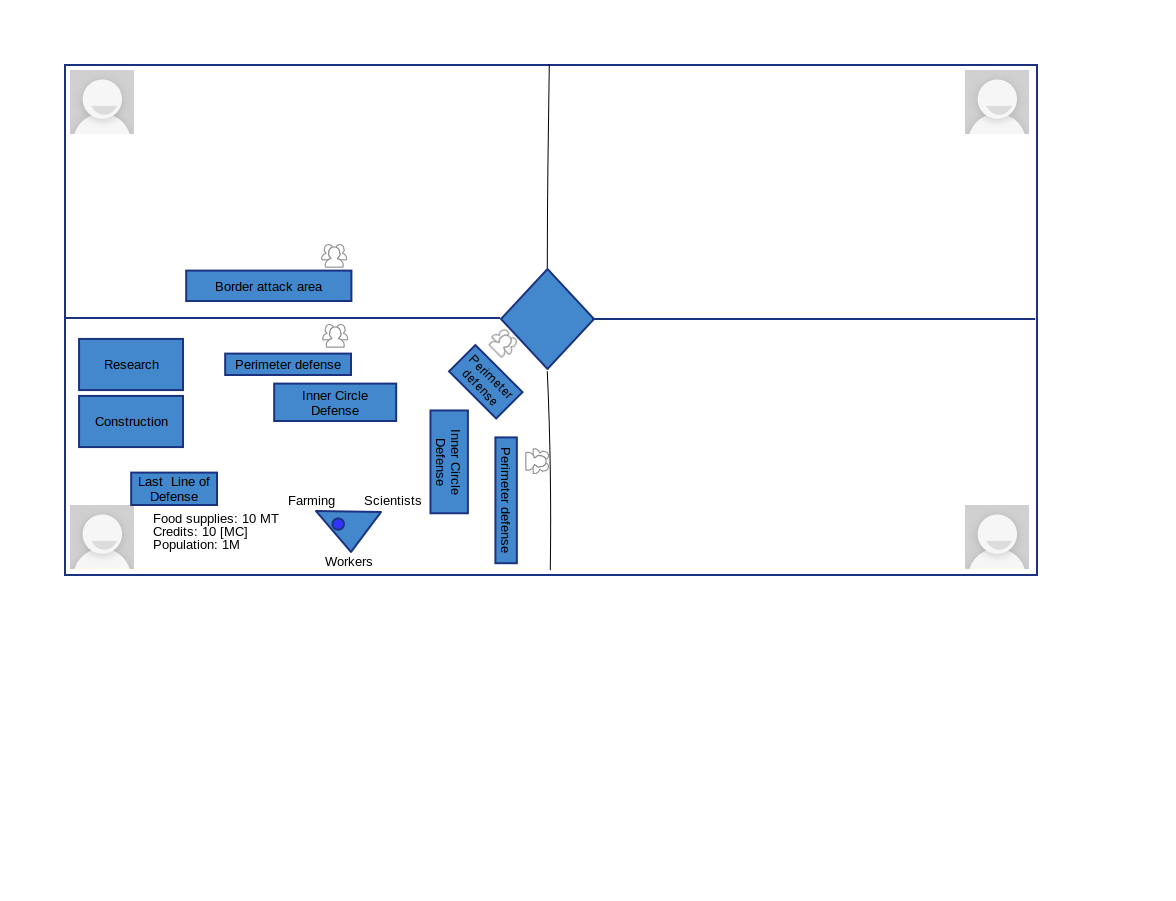 Border attack area
Research
Perimeter defense
Perimeter
defense
Inner Circle
Defense
Construction
Inner Circle
Defense
Perimeter defense
Last  Line of
Defense
Farming
Scientists
Food supplies: 10 MT
Credits: 10 [MC]
Population: 1M
Workers